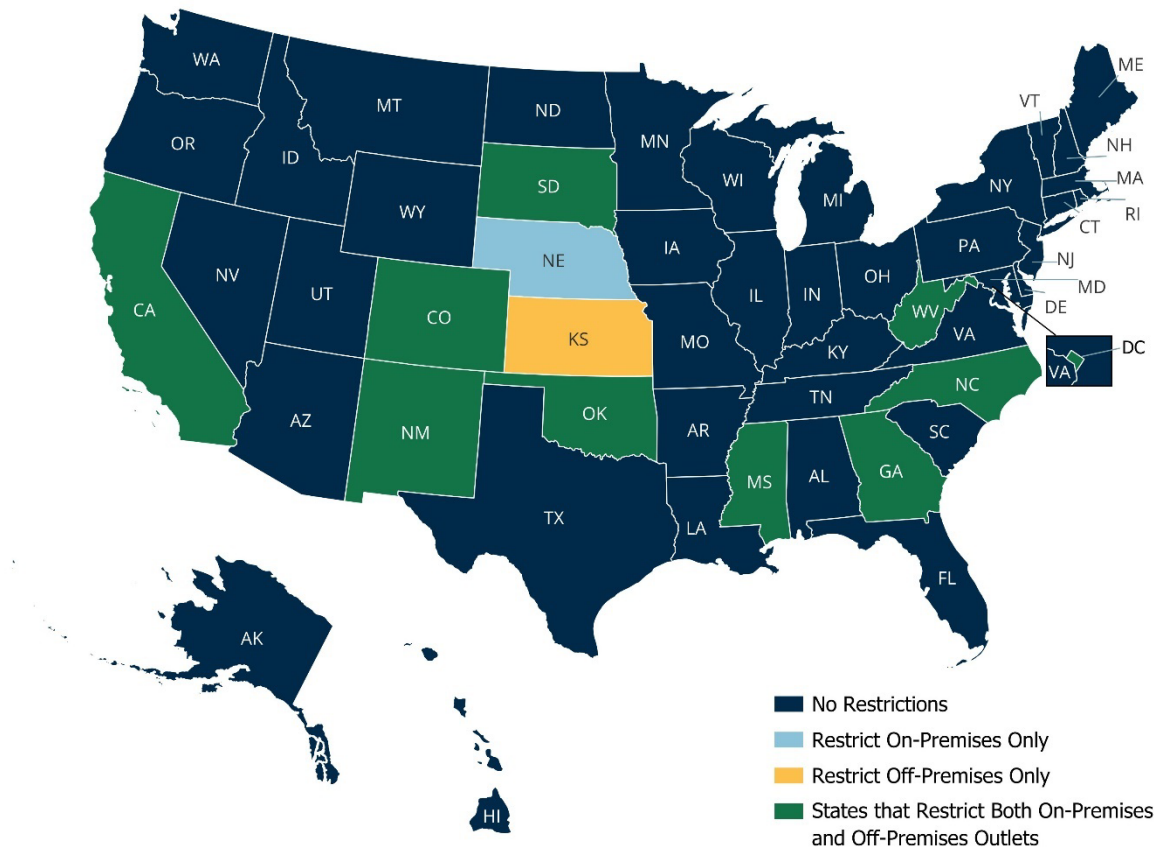 WA
MT
ND
MN
ME
VT
OR
ID
WY
SD
WI
MI
NY
NH
MA
RI
CT
NV
UT
NE
IA
IL
IN
OH
PA
NJ
MD
DE
CA
CO
KS
MO
KY
WV
VA
DC
VA
AZ
NM
OK
AR
TN
NC
SC
TX
LA
MS
AL
GA
FL
AK
HI
No Restrictions
Restrict On-Premises Only
Restrict Off-Premises Only
States that Restrict Both On-Premises
and Off-Premises Outlets